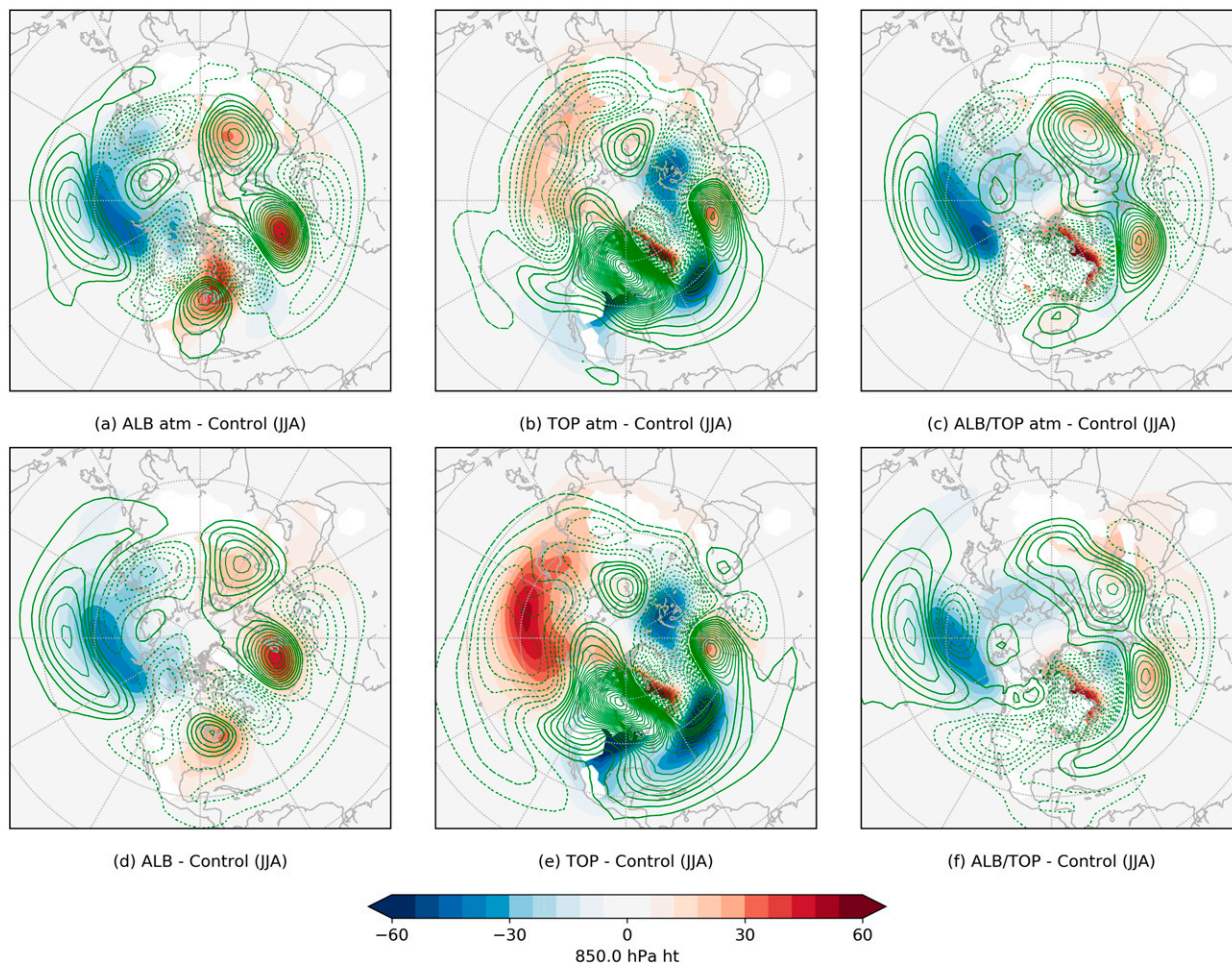 (a) ALB atm - Control (JJA)
(b) TOP atm - Control (JJA)
(c) ALB/TOP atm - Control (JJA)
(d) ALB - Control (JJA)
(e) TOP - Control (JJA)
(f) ALB/TOP - Control (JJA)
−60 −30 0 30 60
850.0 hPa ht